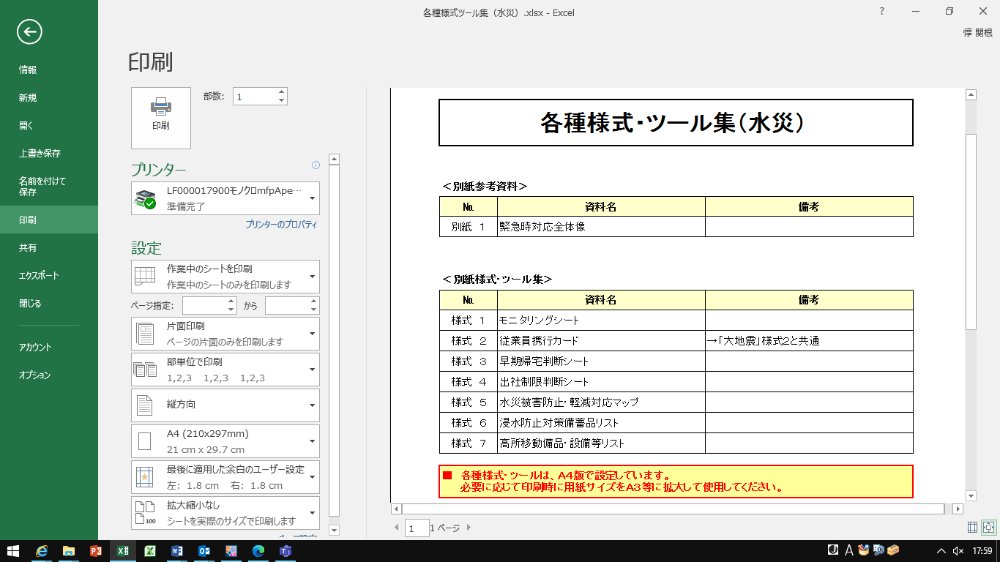 各種様式ツール集（水災）.xlsx - Excel
?
惇 関根
情報
新規
開く
上書き保存
名前を付けて
保存
印刷
共有
エクスポート
閉じる
アカウント
オプション
印刷
印刷
部数: 1
プリンター
LF000017900モノクロmfpApe…
準備完了
プリンターのプロパティ
設定
作業中のシートを印刷
作業中のシートのみを印刷します
ページ指定: から
片面印刷
ページの片面のみを印刷します
部単位で印刷
1,2,3 1,2,3 1,2,3
縦方向
A4 (210x297mm)
21 cm x 29.7 cm
最後に適用した余白のユーザー設定
左: 1.8 cm 右: 1.8 cm
拡大縮小なし
100
シートを実際のサイズで印刷します
各種様式・ツール集（水災）
＜別紙参考資料＞
№ 資料名 備考
別紙 1 緊急時対応全体像
＜別紙様式・ツール集＞
№ 資料名 備考
様式 1 モニタリングシート
様式 2 従業員携行カード →「大地震」様式2と共通
様式 3 早期帰宅判断シート
様式 4 出社制限判断シート
様式 5 水災被害防止・軽減対応マップ
様式 6 浸水防止対策備蓄品リスト
様式 7 高所移動備品・設備等リスト
■ 各種様式・ツールは、A4版で設定しています。
必要に応じて印刷時に用紙サイズをA3等に拡大して使用してください。
1 1 ページ
A
17:59